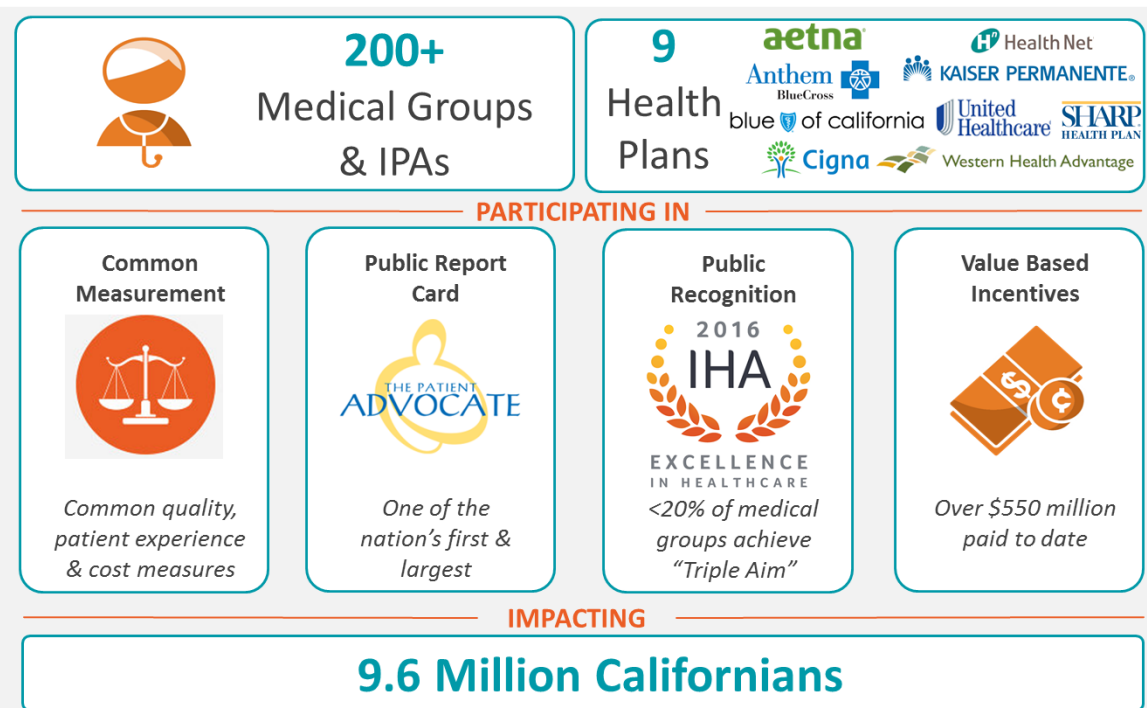 200+
Medical Groups
& IPAs
9
Health
Plans
aetna
Health Net
Anthem
BlueCross
KAISER PERMANENTE®
blue of california
United
Healthcare
SHARP
HEALTH PLAN
Cigna
Western Health Advantage
PARTICIPATING IN
Common
Measurement
Common quality,
patient experience
& cost measures
Public Report
Card
THE PATIENT
ADVOCATE
One of the
nation's first &
largest
Public
Recognition
2016
IHA
EXCELLENCE
IN HEALTHCARE
<20% of medical
groups achieve
“Triple Aim”
Value Based
Incentives
$
¢
Over $550 million
paid to date
IMPACTING
9.6 Million Californians